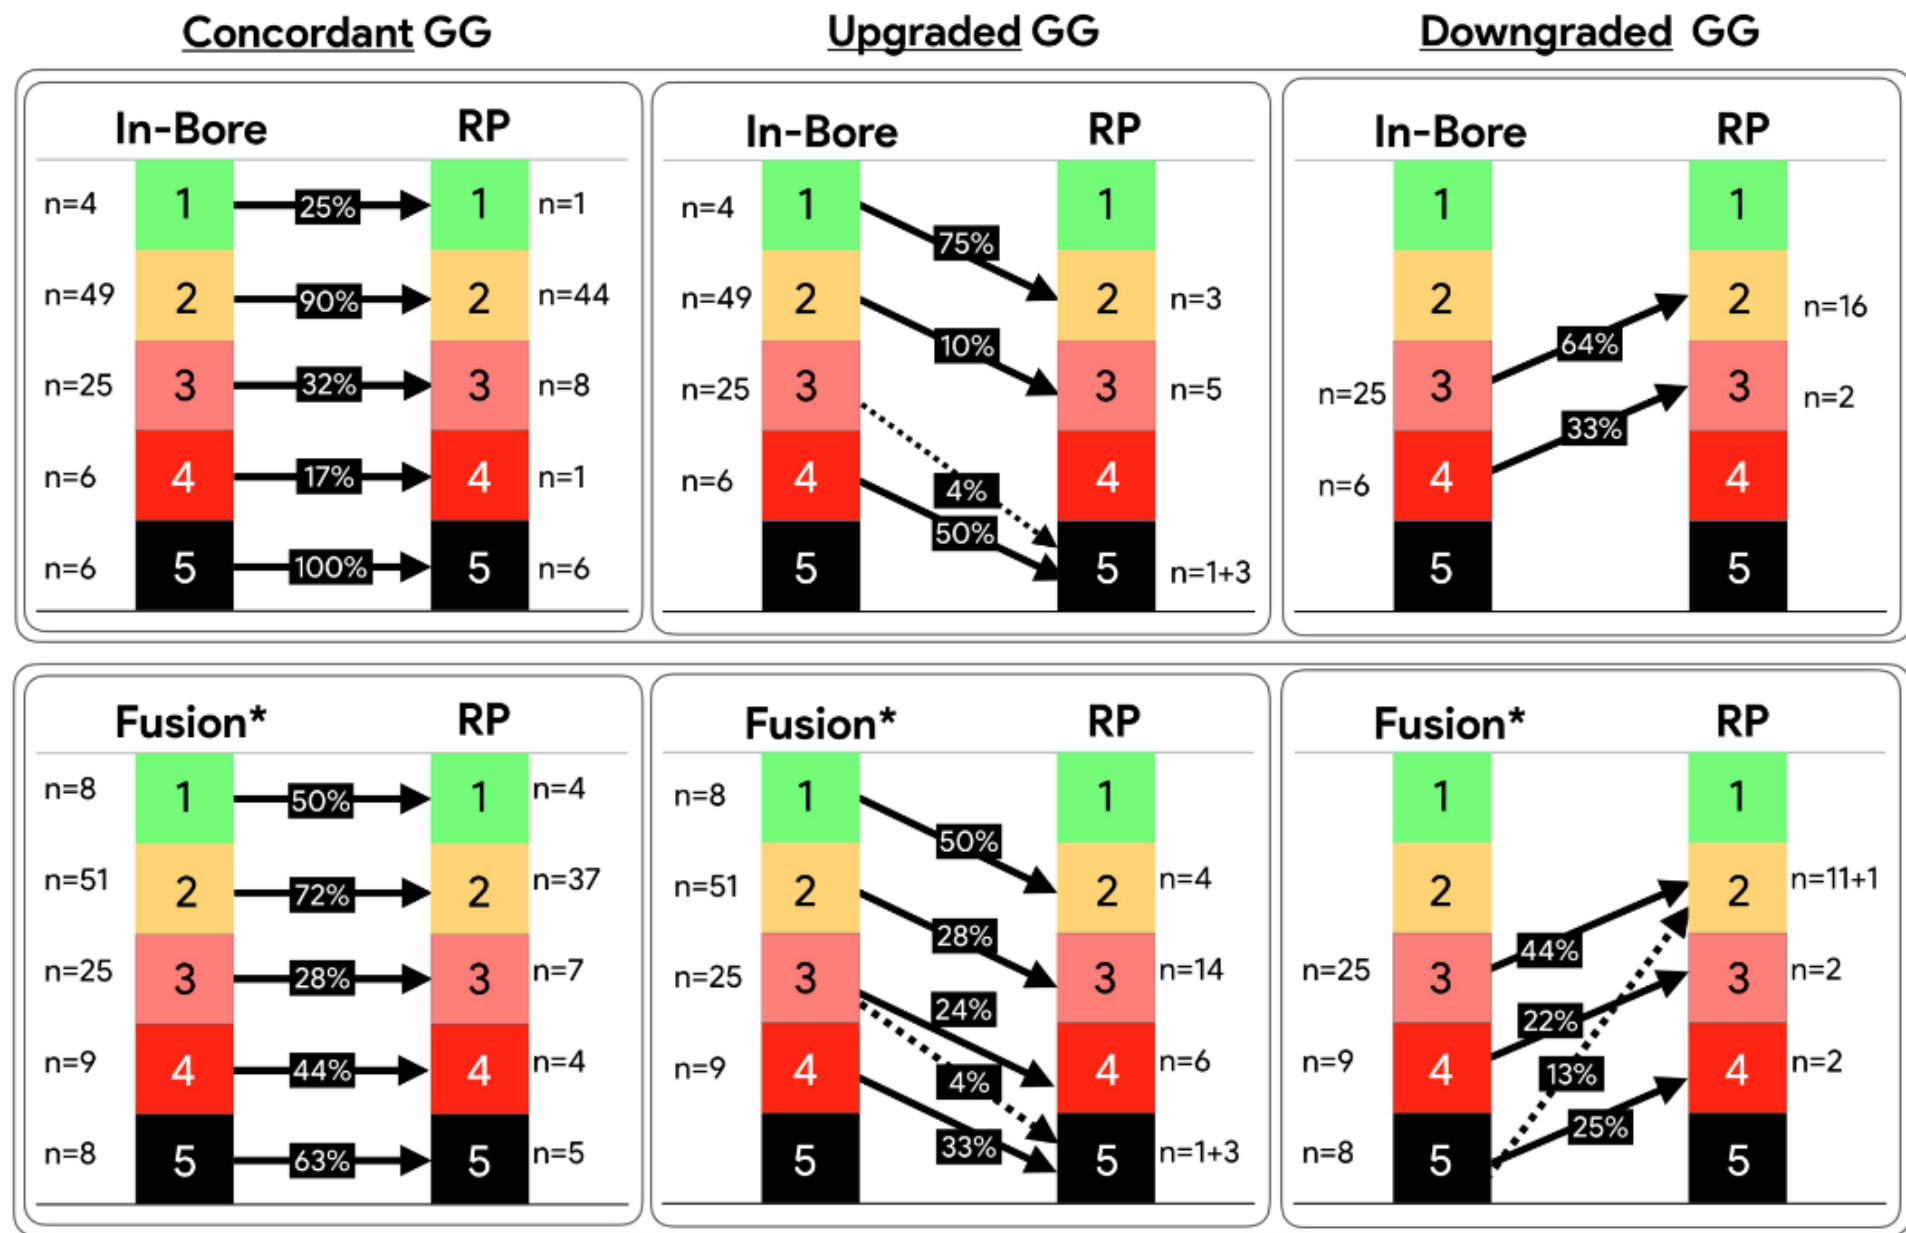 Concordant GG
Upgraded GG
Downgraded GG
In-Bore RP
n=4 1 25% 1 n=1
n=49 2 90% 2 n=44
n=25 3 32% 3 n=8
n=6 4 17% 4 n=1
n=6 5 100% 5 n=6
In-Bore RP
n=4 1 75% 1
n=49 2 2 n=3
10%
n=25 3 3 n=5
n=6 4 4% 4
50%
5 5 n=1+3
In-Bore RP
1 1
2 2 n=16
64%
n=25 3 3 n=2
33%
n=6 4 4
5 5
Fusion* RP
n=8 1 50% 1 n=4
n=51 2 72% 2 n=37
n=25 3 28% 3 n=7
n=9 4 44% 4 n=4
n=8 5 63% 5 n=5
Fusion* RP
n=8 1 1
50%
n=51 2 2 n=4
28%
n=25 3 3 n=14
24%
n=9 4 4% 4 n=6
33%
5 5 n=1+3
Fusion* RP
1 1
2 2 n=11+1
44%
n=25 3 3 n=2
22%
n=9 4 13% 4 n=2
25%
n=8 5 5